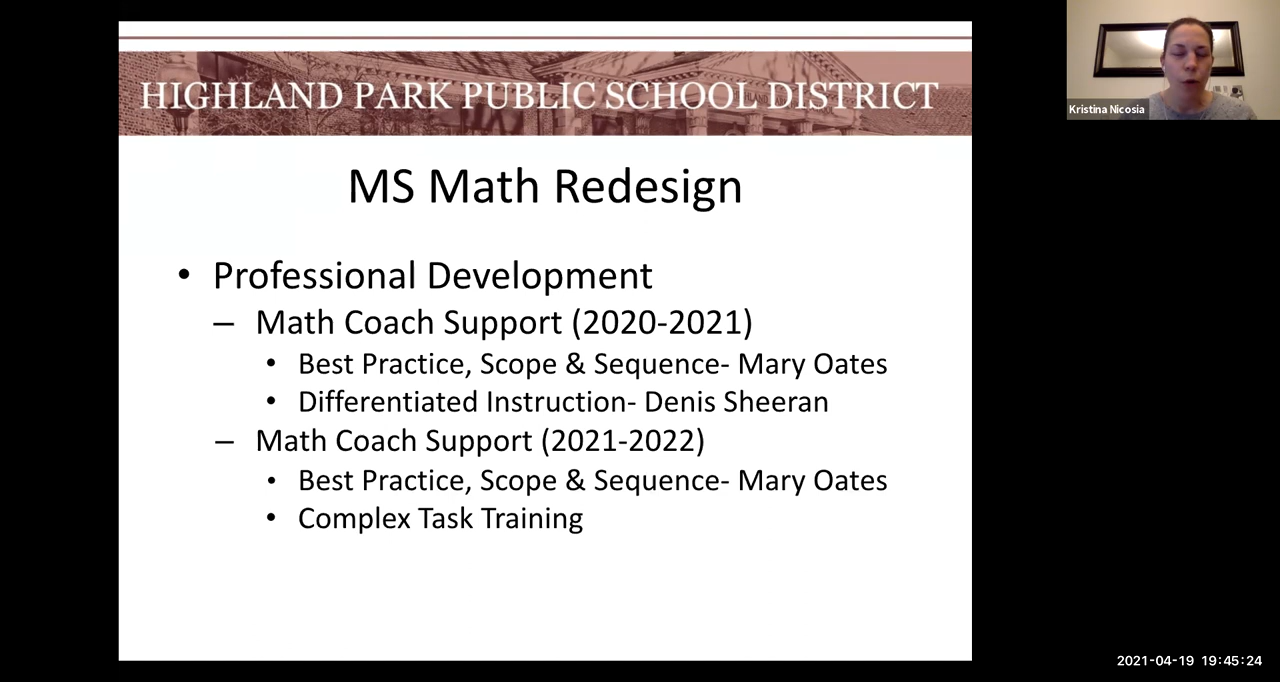 HIGHLAND PARK PUBLIC SCHOOL DISTRICT
Kristina Nicosia
MS Math Redesign
• Professional Development
– Math Coach Support (2020-2021)
• Best Practice, Scope & Sequence- Mary Oates
• Differentiated Instruction- Denis Sheeran
– Math Coach Support (2021-2022)
• Best Practice, Scope & Sequence- Mary Oates
• Complex Task Training
2021-04-19 19:45:24